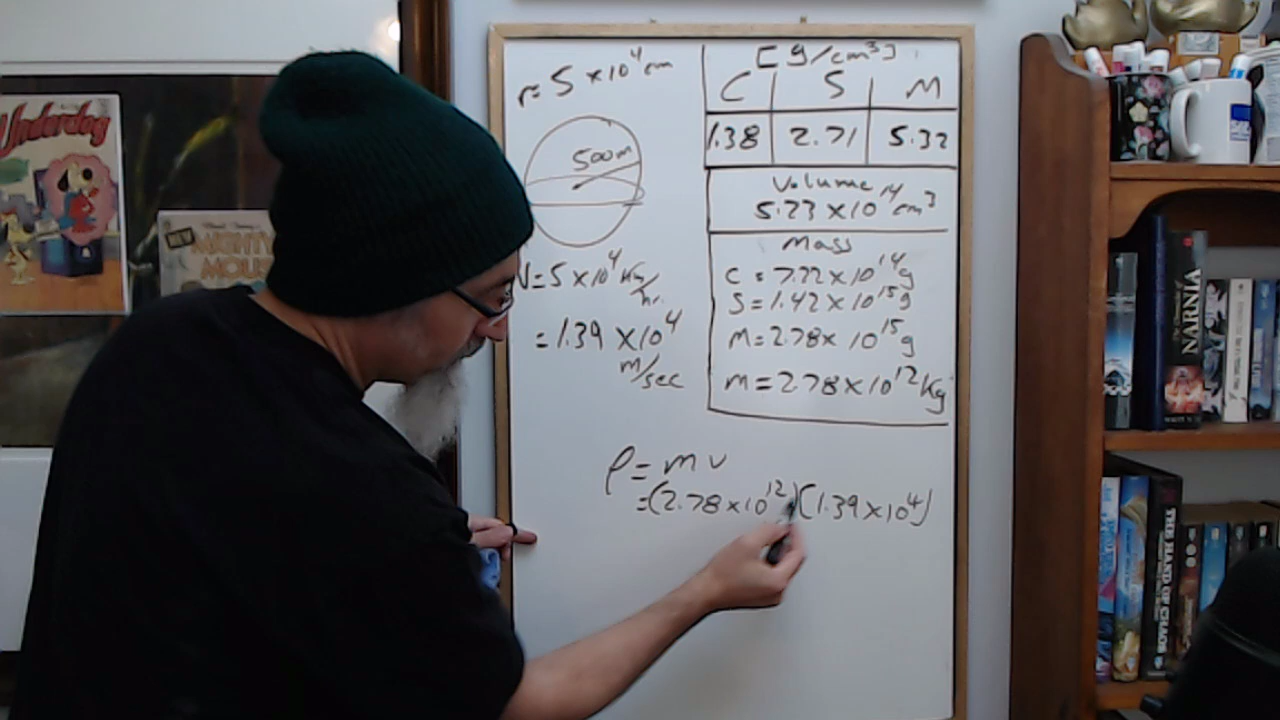 r= 5 x 10⁴ cm
500m
V= 5 x 10⁴ Km/hr.
= 1.39 x 10⁴ m/sec
[g/cm³]
C S M
1.38 2.71 5.32
Volume
5.23 x 10¹⁴ cm³
Mass
C = 7.22 x 10¹⁴ g
S = 1.42 x 10¹⁵ g
M = 2.78 x 10¹⁵ g
m = 2.78 x 10¹² Kg
ρ = m v
= (2.78 x 10¹²)(1.39 x 10⁴)
Underdog
MIGHTY
MOUSE
NARNIA
THE HAND OF CHAOS